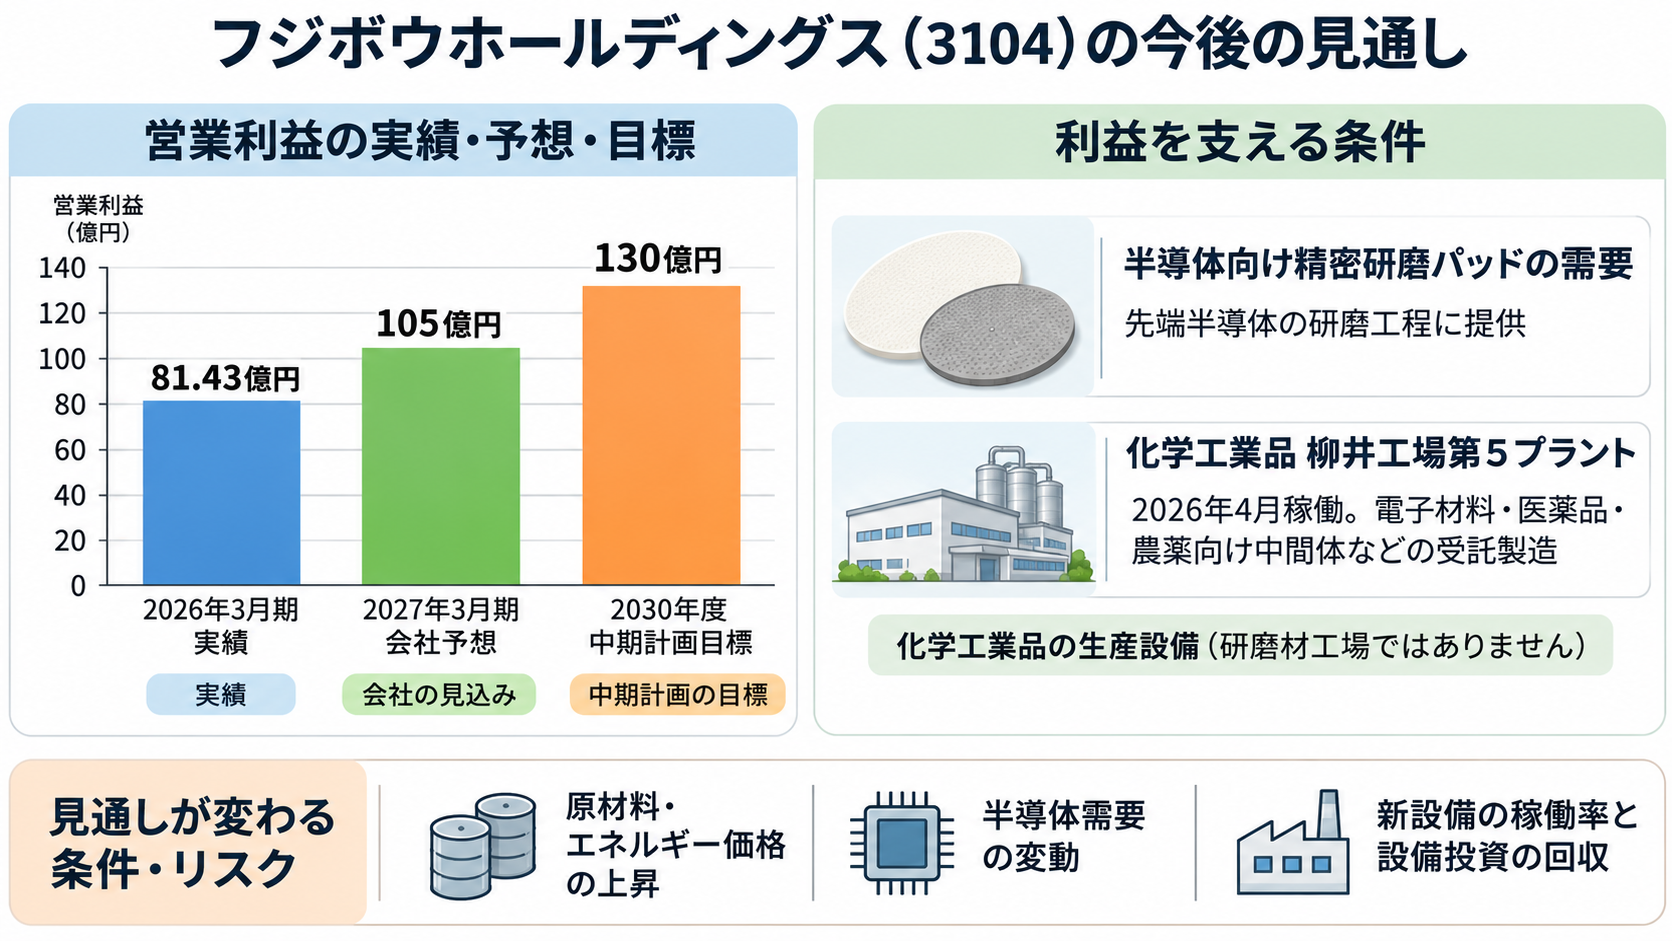 フジボウホールディングス（3104）の今後の見通し
営業利益の実績・予想・目標
営業利益
（億円）
140
120
100
80
60
40
20
0
81.43億円
105億円
130億円
2026年3月期
実績
2027年3月期
会社予想
2030年度
中期計画目標
実績
会社の見込み
中期計画の目標
利益を支える条件
半導体向け精密研磨パッドの需要
先端半導体の研磨工程に提供
化学工業品 柳井工場第5プラント
2026年4月稼働。電子材料・医薬品・
農薬向け中間体などの受託製造
化学工業品の生産設備（研磨材工場ではありません）
見通しが変わる
条件・リスク
原材料・
エネルギー価格
の上昇
半導体需要
の変動
新設備の稼働率と
設備投資の回収